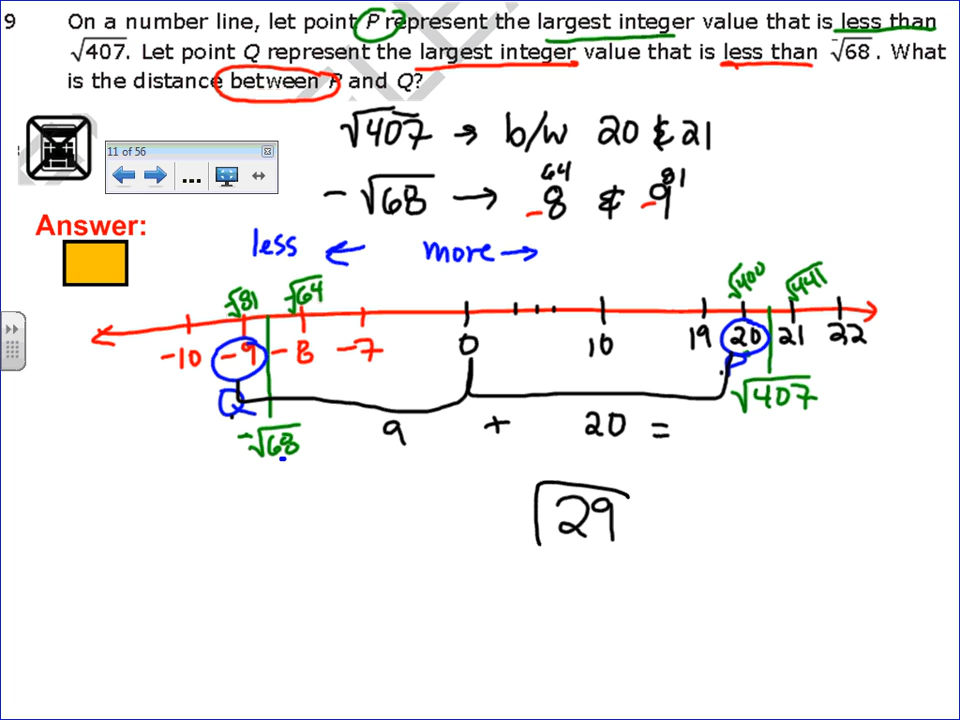 9 On a number line, let point P represent the largest integer value that is less than
√407. Let point Q represent the largest integer value that is less than ⁻√68. What
is the distance between P and Q?
√407 → b/w 20 & 21
11 of 56
64 81
- √68 → -8 & -9
Answer:
less ← more →
-√81 -√64 √400 √441
-10 -9 -8 -7 0 10 19 20 21 22
P
Q √407
-√68 9 + 20 =
29